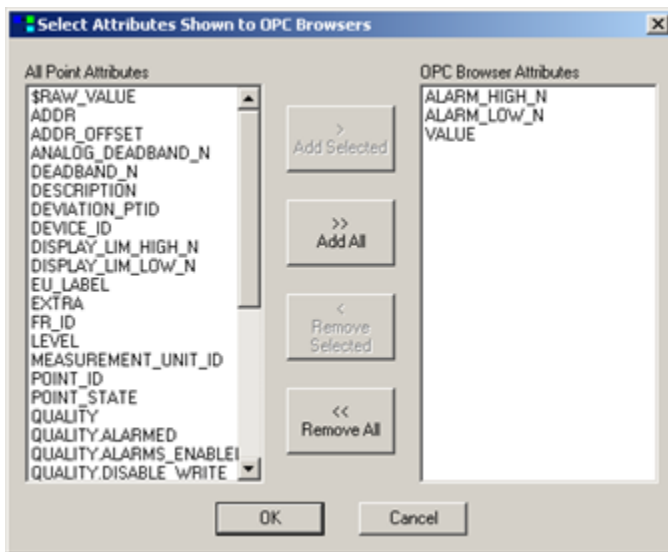 Select Attributes Shown to OPC Browsers
All Point Attributes
$RAW_VALUE
ADDR
ADDR_OFFSET
ANALOG_DEADBAND_N
DEADBAND_N
DESCRIPTION
DEVIATION_PTID
DEVICE_ID
DISPLAY_LIM_HIGH_N
DISPLAY_LIM_LOW_N
EU_LABEL
EXTRA
FR_ID
LEVEL
MEASUREMENT_UNIT_ID
POINT_ID
POINT_STATE
QUALITY
QUALITY.ALARMED
QUALITY.ALARMS_ENABLE
QUALITY.DISABLE_WRITE
>
Add Selected
>>
Add All
<
Remove
Selected
<<
Remove All
OPC Browser Attributes
ALARM_HIGH_N
ALARM_LOW_N
VALUE
OK
Cancel